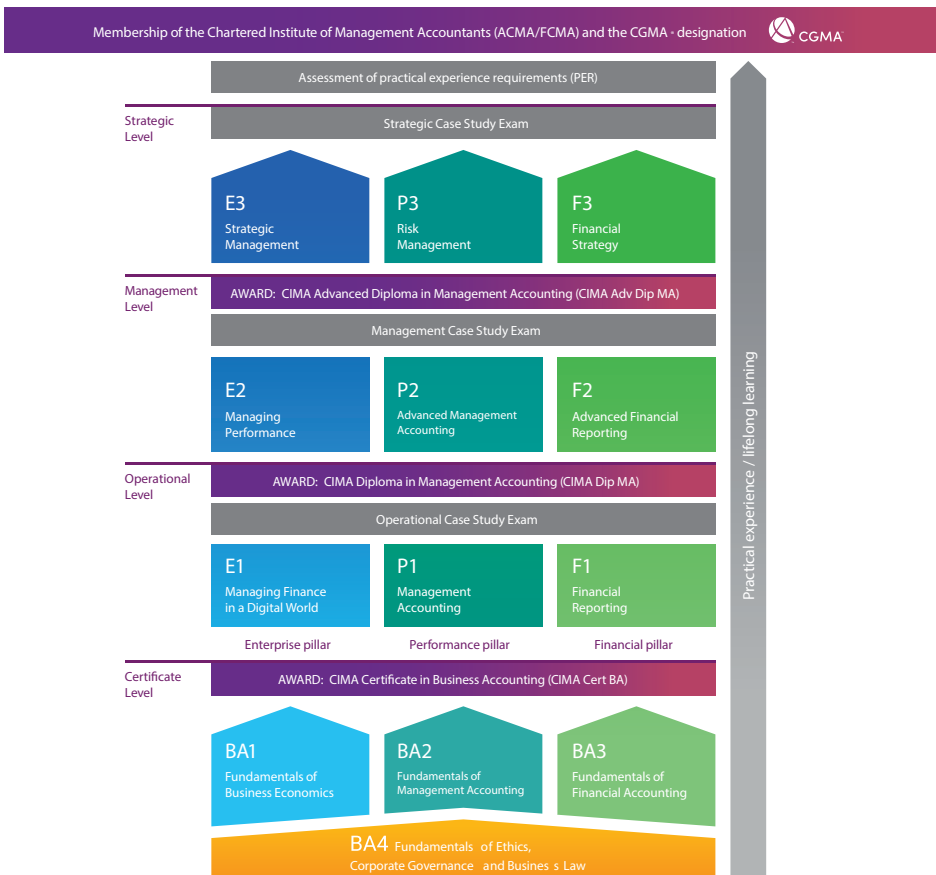 Membership of the Chartered Institute of Management Accountants (ACMA/FCMA) and the CGMA • designation
CGMA
Assessment of practical experience requirements (PER)
Strategic
Level
Strategic Case Study Exam
E3
Strategic
Management
P3
Risk
Management
F3
Financial
Strategy
Management
Level
AWARD: CIMA Advanced Diploma in Management Accounting (CIMA Adv Dip MA)
Management Case Study Exam
E2
Managing
Performance
P2
Advanced Management
Accounting
F2
Advanced Financial
Reporting
Operational
Level
AWARD: CIMA Diploma in Management Accounting (CIMA Dip MA)
Operational Case Study Exam
E1
Managing Finance
in a Digital World
P1
Management
Accounting
F1
Financial
Reporting
Enterprise pillar
Performance pillar
Financial pillar
Certificate
Level
AWARD: CIMA Certificate in Business Accounting (CIMA Cert BA)
BA1
Fundamentals of
Business Economics
BA2
Fundamentals of
Management Accounting
BA3
Fundamentals of
Financial Accounting
BA4 Fundamentals of Ethics,
Corporate Governance and Busines s Law
Practical experience / lifelong learning